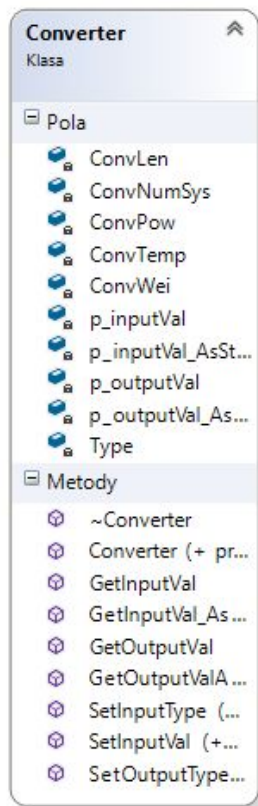 Converter
Klasa
Pola
ConvLen
ConvNumSys
ConvPow
ConvTemp
ConvWei
p_inputVal
p_inputVal_AsSt...
p_outputVal
p_outputVal_As...
Type
Metody
~Converter
Converter (+ pr...
GetInputVal
GetInputVal_As...
GetOutputVal
GetOutputValA...
SetInputType (...
SetInputVal (+...
SetOutputType...